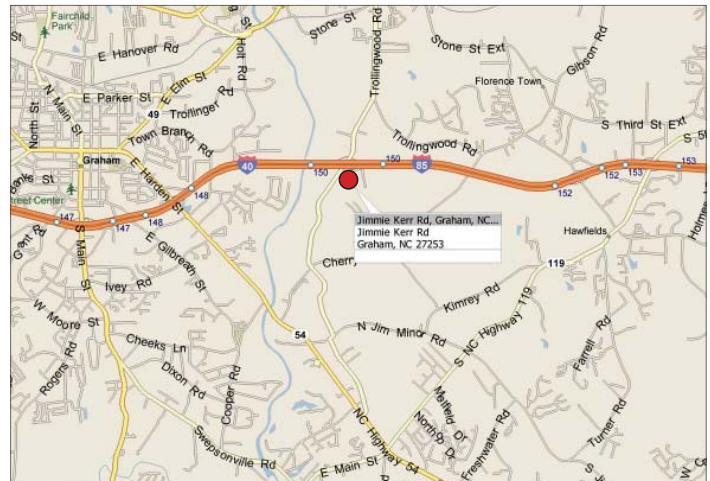 Fairchild
Park
E Hanover Rd
Holt Rd
Stone St
Trollingwood Rd
Stone St Ext
Gibson Rd
Florence Town
N Main St
E Elm St
E Parker St
Trollinger
49
North St
Town Branch Rd
Trollingwood Rd
S Third St Ext
Graham
40
150
150
85
152
152
153
153
E Harden St
148
148
147
147
S Main St
Jimmie Kerr Rd, Graham, NC...
Jimmie Kerr Rd
Graham, NC 27253
Hawfields
119
E Gilbreath St
Cherry
Ivey Rd
Kimrey Rd
S NC Highway 119
W Moore St
54
N Jim Minor Rd
Farrell Rd
Cheeks Ln
Rogers Rd
Dixon Rd
Cooper Rd
Swepsonville Rd
NC Highway 54
E Main St
Melfield Dr
Freshwater Rd
Turner Rd